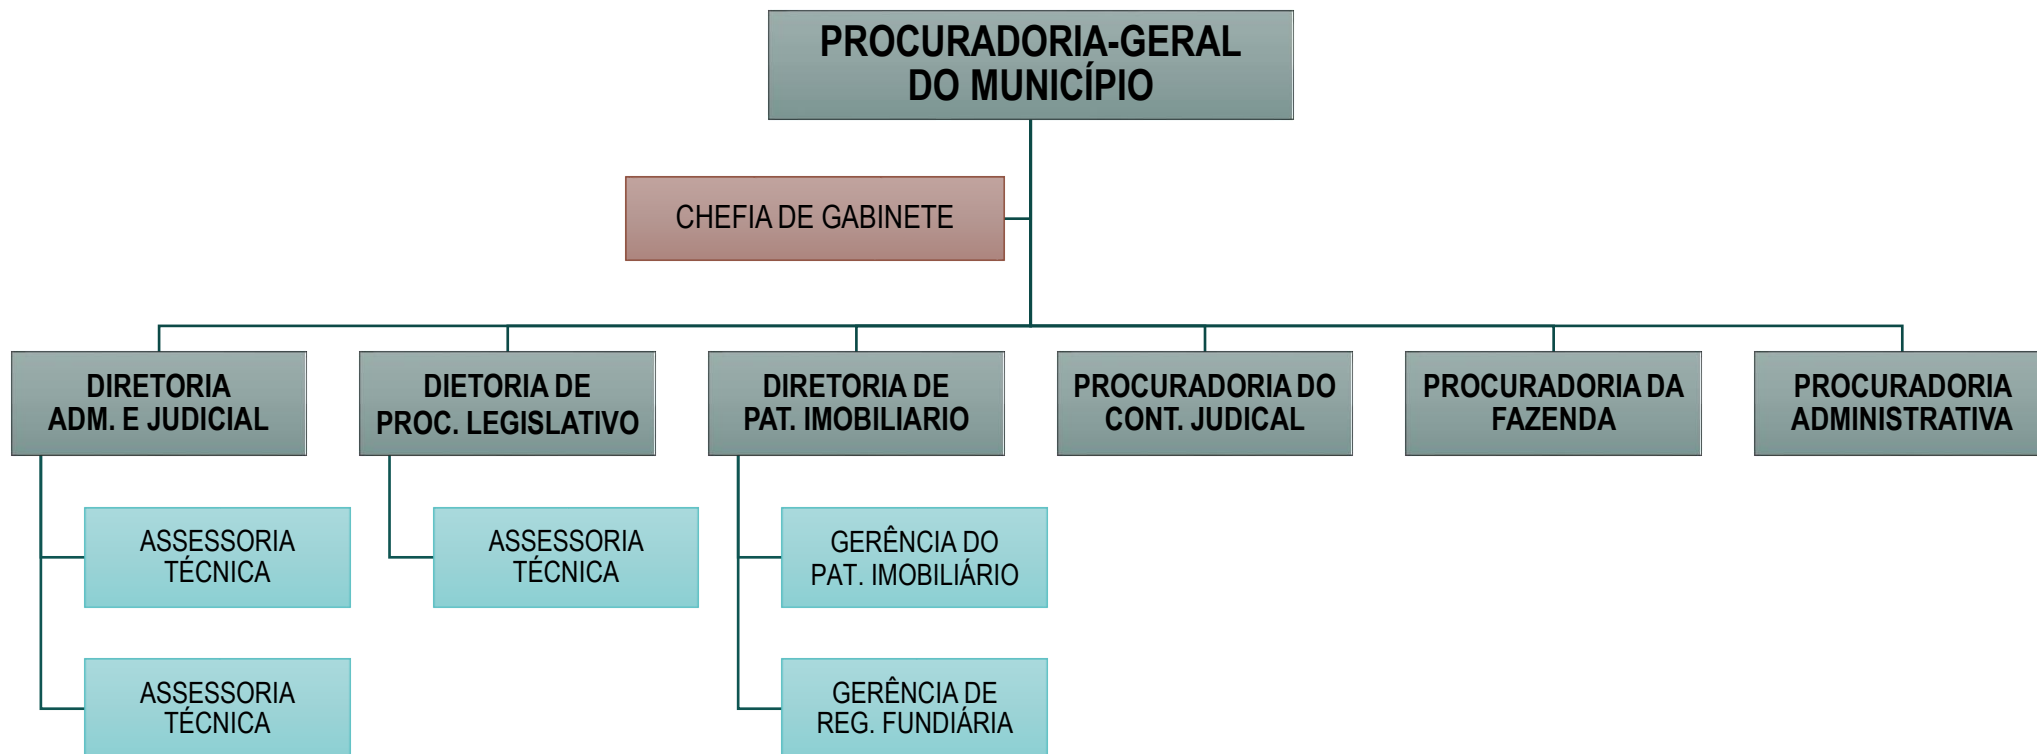 PROCURADORIA-GERAL
DO MUNICÍPIO
CHEFIA DE GABINETE
DIRETORIA
ADM. E JUDICIAL
DIETORIA DE
PROC. LEGISLATIVO
DIRETORIA DE
PAT. IMOBILIARIO
PROCURADORIA DO
CONT. JUDICAL
PROCURADORIA DA
FAZENDA
PROCURADORIA
ADMINISTRATIVA
ASSESSORIA
TÉCNICA
ASSESSORIA
TÉCNICA
GERÊNCIA DO
PAT. IMOBILIÁRIO
ASSESSORIA
TÉCNICA
GERÊNCIA DE
REG. FUNDIÁRIA